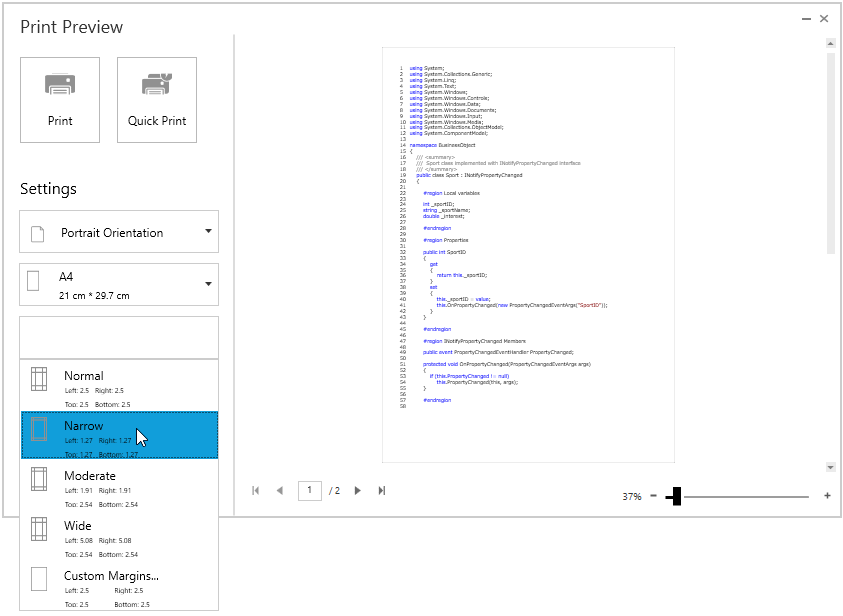 Print Preview
Print
Quick Print
Settings
Portrait Orientation
A4
21 cm * 29.7 cm
Normal
Left: 2.5 Right: 2.5
Top: 2.5 Bottom: 2.5
Narrow
Left: 1.27 Right: 1.27
Top: 1.27 Bottom: 1.27
Moderate
Left: 1.91 Right: 1.91
Top: 2.54 Bottom: 2.54
Wide
Left: 5.08 Right: 5.08
Top: 2.54 Bottom: 2.54
Custom Margins...
Left: 2.5 Right: 2.5
Top: 2.5 Bottom: 2.5
1 using System;
2 using System.Collections.Generic;
3 using System.Linq;
4 using System.Text;
5 using System.Windows;
6 using System.Windows.Controls;
7 using System.Windows.Data;
8 using System.Windows.Documents;
9 using System.Windows.Input;
10 using System.Windows.Media;
11 using System.Collections.ObjectModel;
12 using System.ComponentModel;
13
14 namespace BusinessObject
15 {
16 /// <summary>
17 /// Sport class implemented with INotifyPropertyChanged interface
18 /// </summary>
19 public class Sport : INotifyPropertyChanged
20 {
21
22 #region Local variables
23
24 int _sportID;
25 string _sportName;
26 double _interest;
27
28 #endregion
29
30 #region Properties
31
32 public int SportID
33 {
34 get
35 {
36 return this._sportID;
37 }
38 set
39 {
40 this._sportID = value;
41 this.OnPropertyChanged(new PropertyChangedEventArgs("SportID"));
42 }
43 }
44
45 #endregion
46
47 #region INotifyPropertyChanged Members
48
49 public event PropertyChangedEventHandler PropertyChanged;
50
51 protected void OnPropertyChanged(PropertyChangedEventArgs args)
52 {
53 if (this.PropertyChanged != null)
54 this.PropertyChanged(this, args);
55 }
56
57 #endregion
58
1 / 2
37%